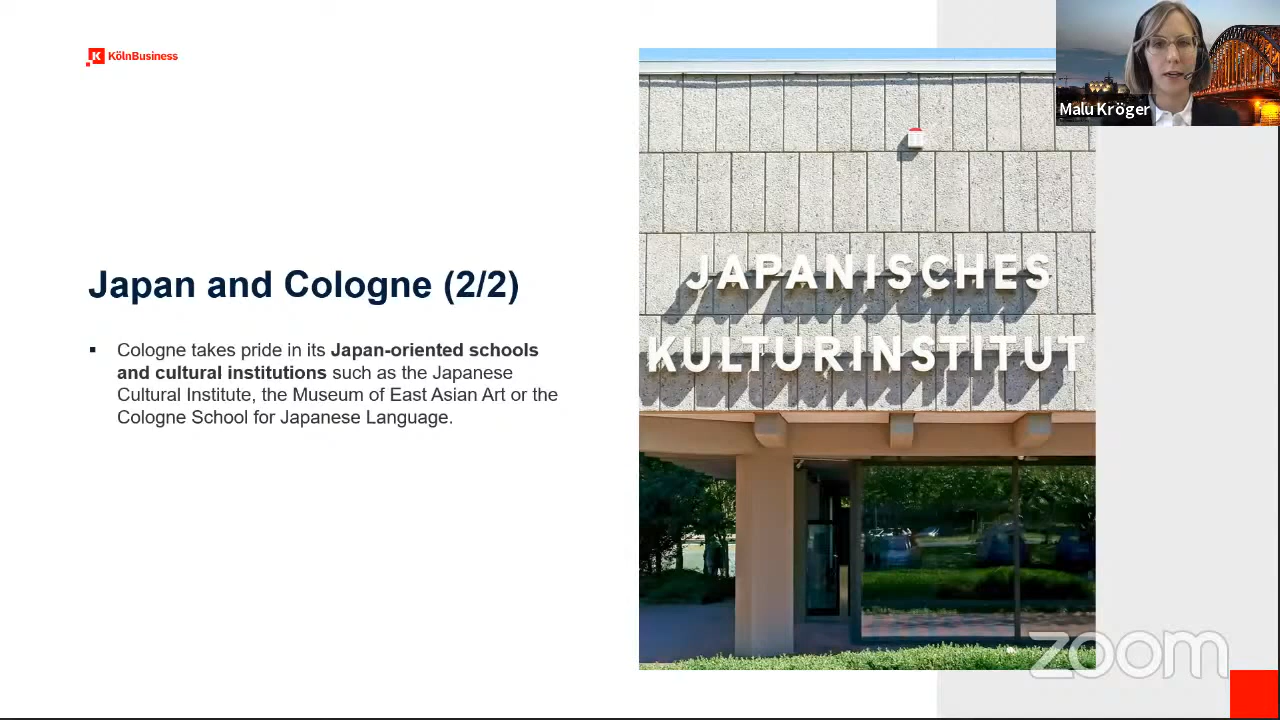 KölnBusiness
Malu Kröger
Japan and Cologne (2/2)
▪ Cologne takes pride in its Japan-oriented schools
and cultural institutions such as the Japanese
Cultural Institute, the Museum of East Asian Art or the
Cologne School for Japanese Language.
JAPANISCHES
KULTURINSTITUT
zoom